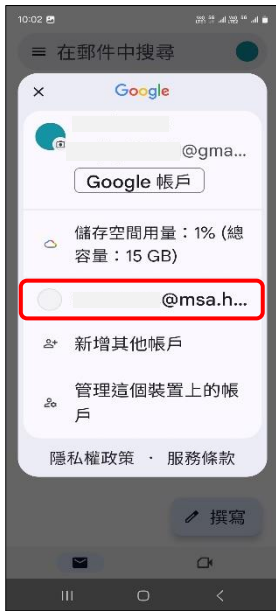 10:02
在郵件中搜尋
Google
@gma...
Google 帳戶
儲存空間用量：1% (總
容量：15 GB)
@msa.h...
新增其他帳戶
管理這個裝置上的帳
戶
隱私權政策 · 服務條款
撰寫